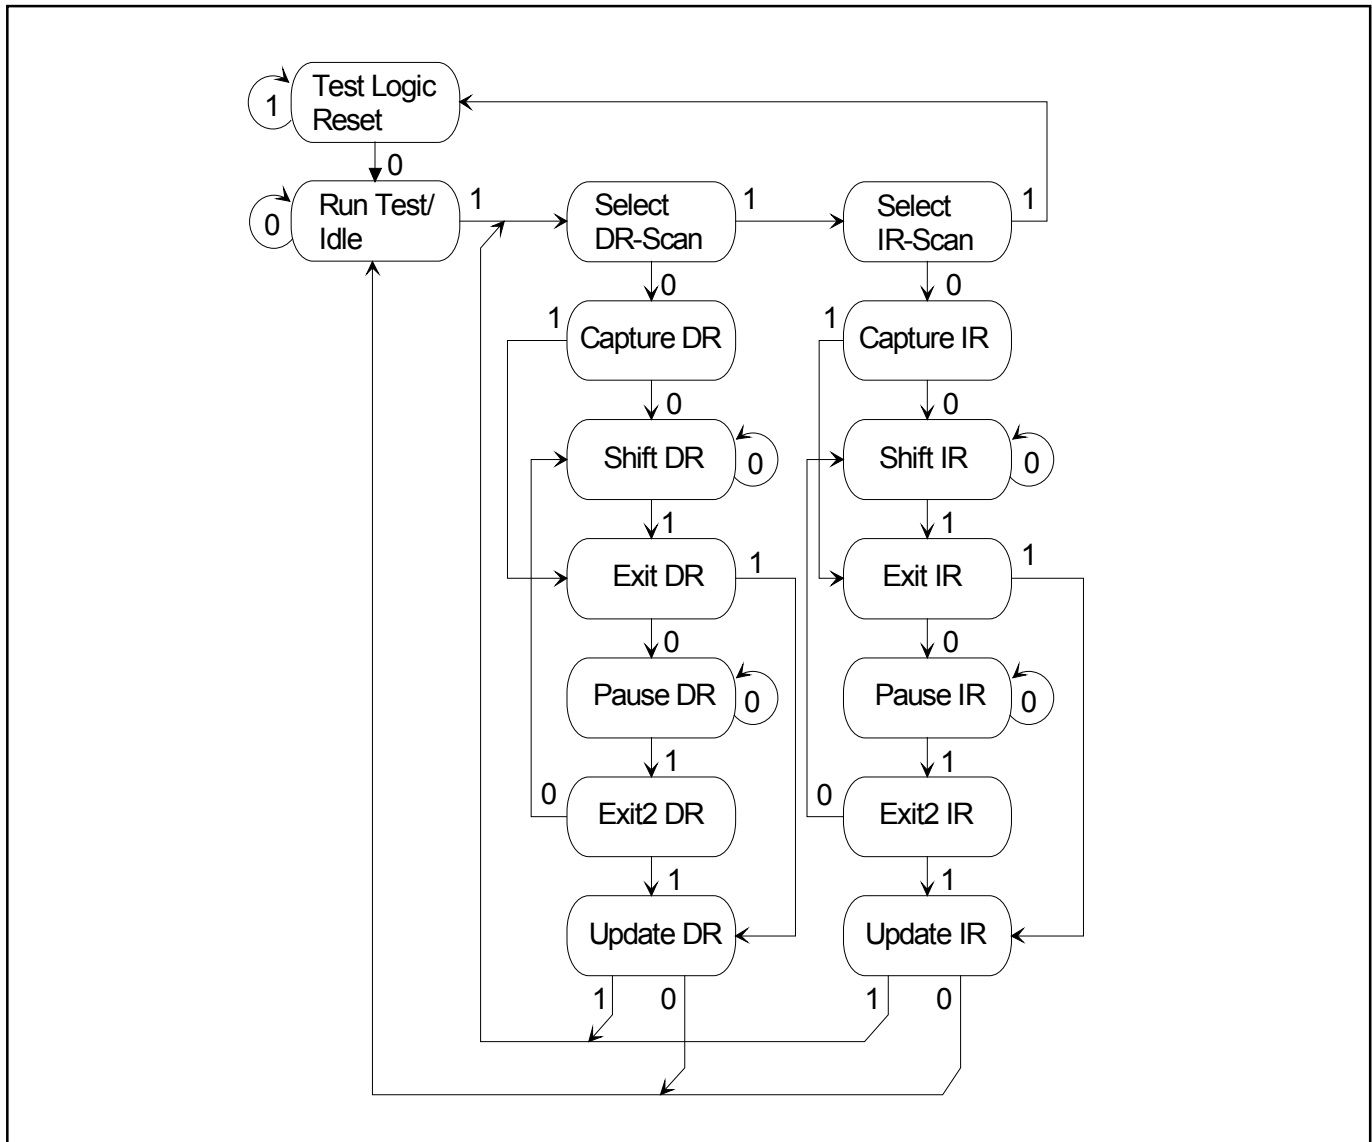 Test Logic
Reset
1
0
Run Test/
Idle
0
1
Select
DR-Scan
1
Select
IR-Scan
1
0
0
1
Capture DR
1
Capture IR
0
0
Shift DR
0
Shift IR
0
1
1
Exit DR
1
Exit IR
1
0
0
Pause DR
0
Pause IR
0
1
1
0
Exit2 DR
0
Exit2 IR
1
1
Update DR
Update IR
1
0
1
0